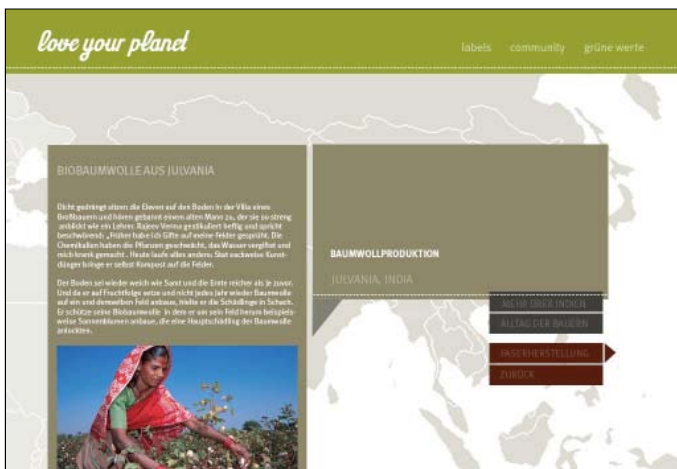 love your planet
labels community grüne werte
BIOBAUMWOLLE AUS JULVANIA
Dicht gedrängt sitzen die Eleven auf den Boden in der Villa eines
Großbauern und hören gebannt einem alten Mann zu, der sie so streng
anblickt wie ein Lehrer. Rajeev Verma gestikuliert heftig und spricht
beschwörend: „Früher habe ich Gifte auf meine Felder gesprüht. Die
Chemikalien haben die Pflanzen geschwächt, das Wasser vergiftet und
mich krank gemacht. Heute laufe alles anders. Stat sackweise Kunst-
dünger bringe er selbst Kompost auf die Felder.
Der Boden sei wieder weich wie Samt und die Ernte reicher als je zuvor.
Und da er auf Fruchtfolge setze und nicht jedes Jahr wieder Baumwolle
auf ein und demselben Feld anbaue, hielte er die Schädlinge in Schach.
Er schütze seine Biobaumwolle in dem er um sein Feld herum beispiels-
weise Sonnenblumen anbaue, die eine Hauptschädling der Baumwolle
anlockten.
BAUMWOLLPRODUKTION
JULVANIA, INDIA
MEHR ÜBER INDIEN
ALLTAG DER BAUERN
FASERHERSTELLUNG
ZURÜCK